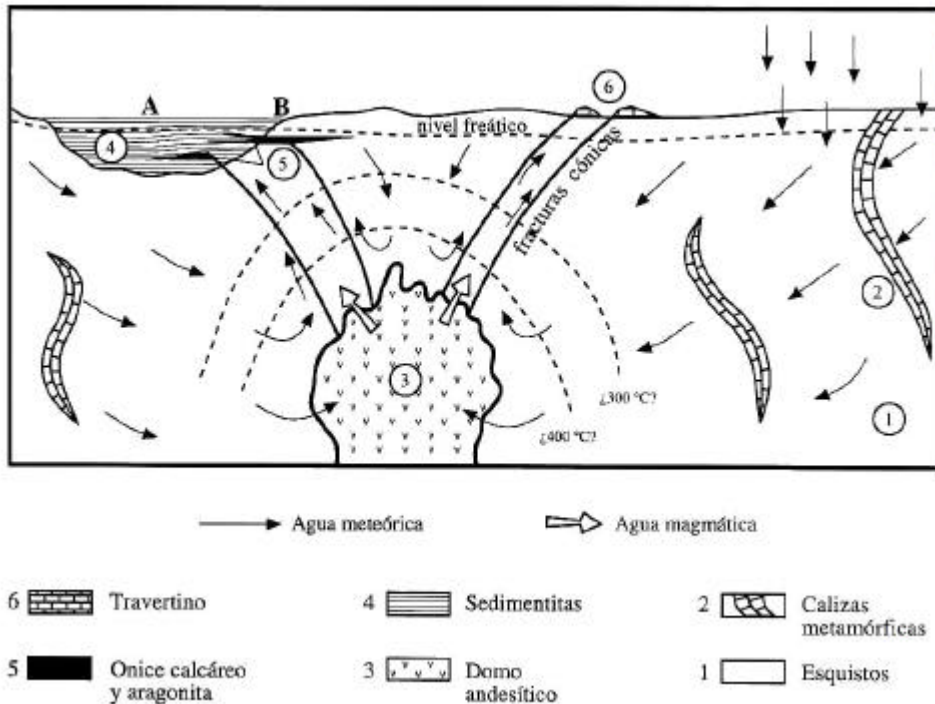 A
B
6
nivel freático
4
5
fracturas cónicas
2
3
¿300 °C?
1
¿400 °C?
Agua meteórica
Agua magmática
6 Travertino
4 Sedimentitas
2 Calizas
metamórficas
5 Onice calcáreo
y aragonita
3 Domo
andesítico
1 Esquistos